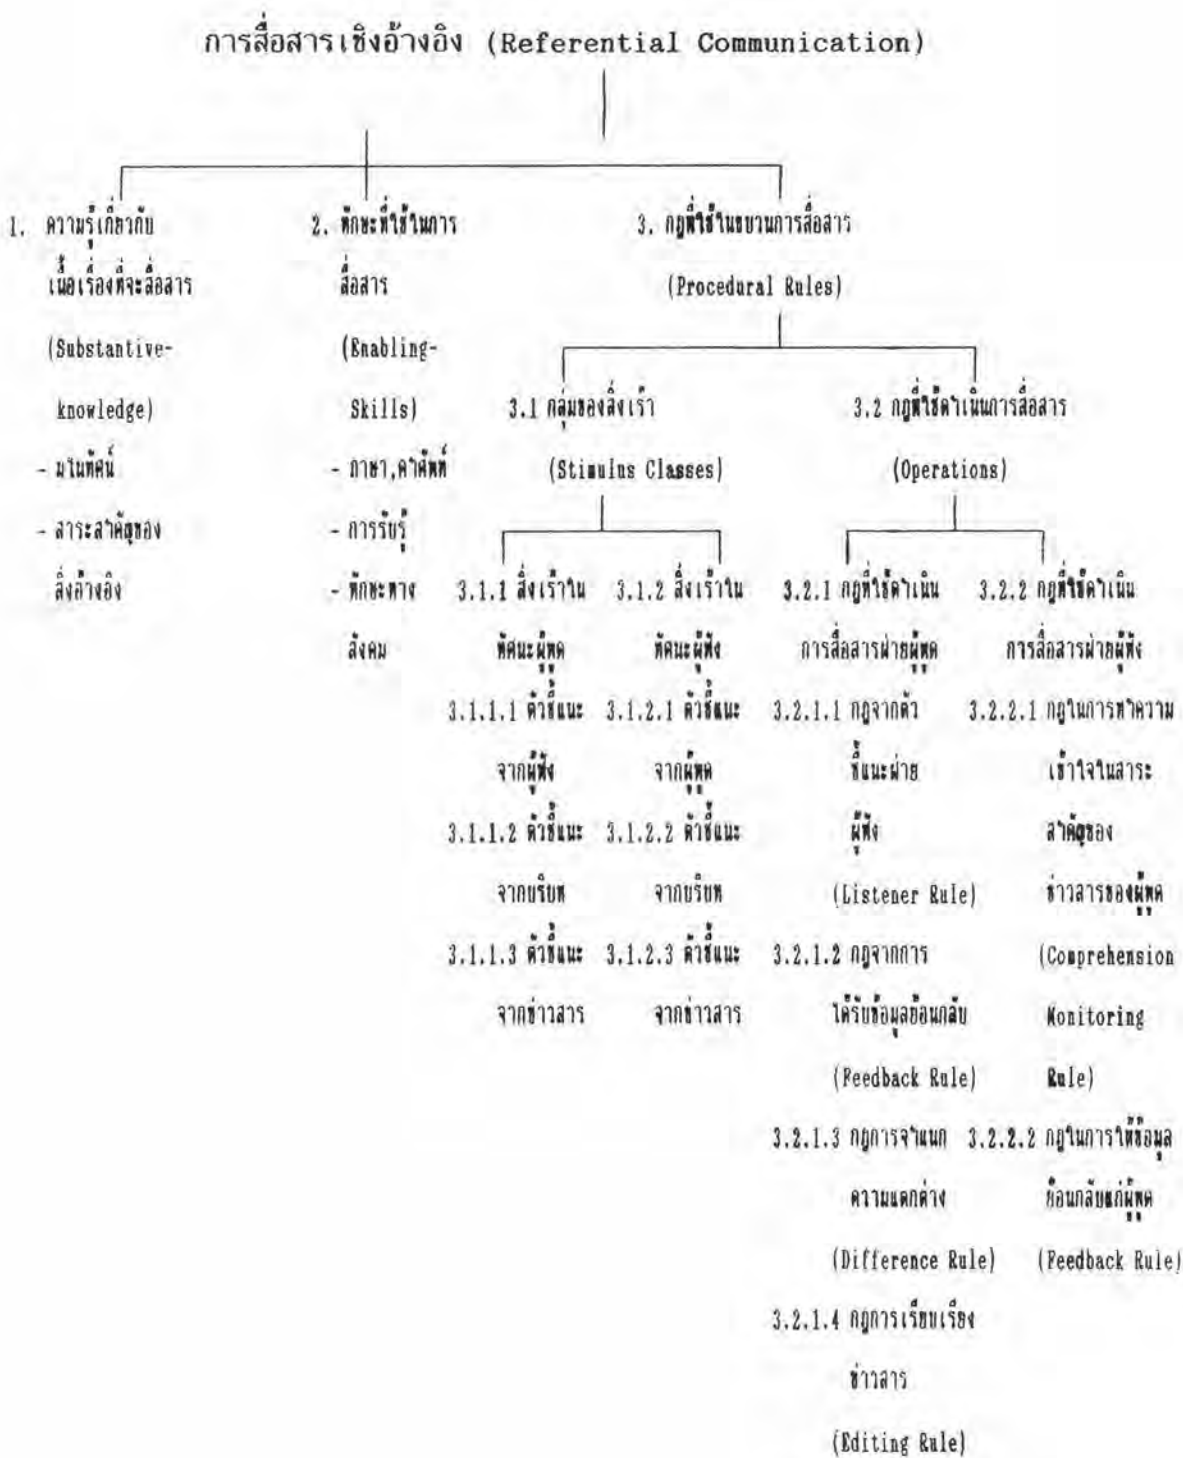 การสื่อสารเชิงอ้างอิง (Referential Communication)
1. ความรู้เกี่ยวกับ
เนื้อเรื่องที่จะสื่อสาร
(Substantive-
knowledge)
- มโนทัศน์
- สาระสำคัญของ
สิ่งอ้างอิง
2. ทักษะที่ใช้ในการ
สื่อสาร
(Enabling-
Skills)
- ภาษา,คำศัพท์
- การรับรู้
- ทักษะทาง
สังคม
3. กฎที่ใช้ในขบวนการสื่อสาร
(Procedural Rules)
3.1 กลุ่มของสิ่งเร้า
(Stimulus Classes)
3.1.1 สิ่งเร้าใน
ทัศนะผู้พูด
3.1.1.1 ตัวชี้แนะ
จากผู้ฟัง
3.1.1.2 ตัวชี้แนะ
จากบริบท
3.1.1.3 ตัวชี้แนะ
จากข่าวสาร
3.1.2 สิ่งเร้าใน
ทัศนะผู้ฟัง
3.1.2.1 ตัวชี้แนะ
จากผู้พูด
3.1.2.2 ตัวชี้แนะ
จากบริบท
3.1.2.3 ตัวชี้แนะ
จากข่าวสาร
3.2 กฎที่ใช้ดำเนินการสื่อสาร
(Operations)
3.2.1 กฎที่ใช้ดำเนิน
การสื่อสารฝ่ายผู้พูด
3.2.1.1 กฎจากตัว
ชี้แนะฝ่าย
ผู้ฟัง
(Listener Rule)
3.2.1.2 กฎจากการ
ได้รับข้อมูลย้อนกลับ
(Feedback Rule)
3.2.1.3 กฎการจำแนก
ความแตกต่าง
(Difference Rule)
3.2.1.4 กฎการเรียบเรียง
ข่าวสาร
(Editing Rule)
3.2.2 กฎที่ใช้ดำเนิน
การสื่อสารฝ่ายผู้ฟัง
3.2.2.1 กฎในการทำความ
เข้าใจในสาระ
สำคัญของ
ข่าวสารของผู้พูด
(Comprehension
Monitoring
Rule)
3.2.2.2 กฎในการให้ข้อมูล
ย้อนกลับแก่ผู้พูด
(Feedback Rule)